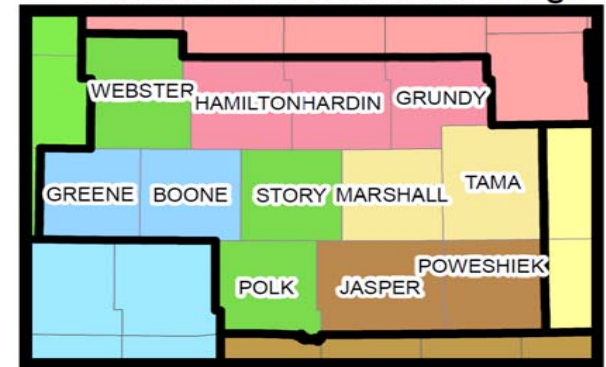 WEBSTER
HAMILTON HARDIN GRUNDY
GREENE BOONE STORY MARSHALL TAMA
POLK JASPER POWESHIEK